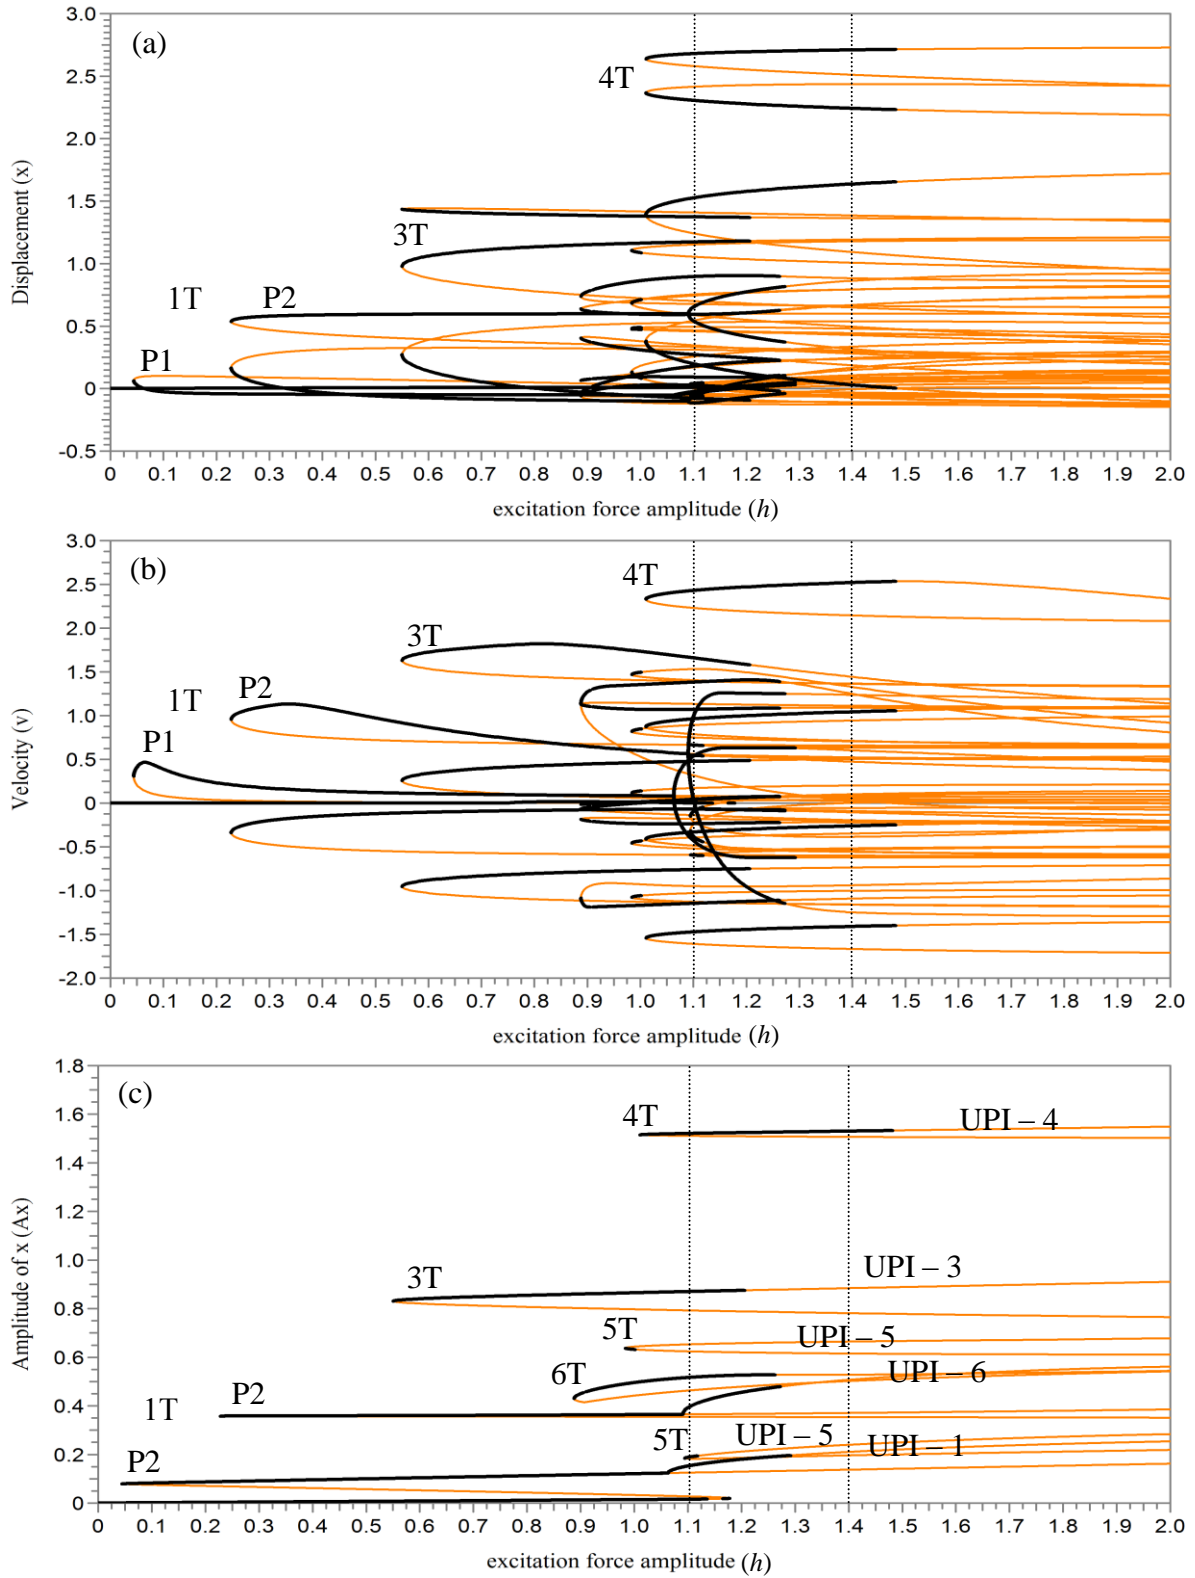 (a)
3.0
2.5
2.0
1.5
1.0
0.5
0
-0.5
Displacement (x)
4T
3T
1T
P2
P1
0 0.1 0.2 0.3 0.4 0.5 0.6 0.7 0.8 0.9 1.0 1.1 1.2 1.3 1.4 1.5 1.6 1.7 1.8 1.9 2.0
excitation force amplitude (h)
(b)
3.0
2.5
2.0
1.5
1.0
0.5
0
-0.5
-1.0
-1.5
-2.0
Velocity (v)
4T
3T
1T
P2
P1
0 0.1 0.2 0.3 0.4 0.5 0.6 0.7 0.8 0.9 1.0 1.1 1.2 1.3 1.4 1.5 1.6 1.7 1.8 1.9 2.0
excitation force amplitude (h)
(c)
1.8
1.6
1.4
1.2
1.0
0.8
0.6
0.4
0.2
0
Amplitude of x (Ax)
4T
UPI – 4
3T
UPI – 3
5T
UPI – 5
6T
UPI – 6
1T
P2
5T
UPI – 5
UPI – 1
P2
0 0.1 0.2 0.3 0.4 0.5 0.6 0.7 0.8 0.9 1.0 1.1 1.2 1.3 1.4 1.5 1.6 1.7 1.8 1.9 2.0
excitation force amplitude (h)